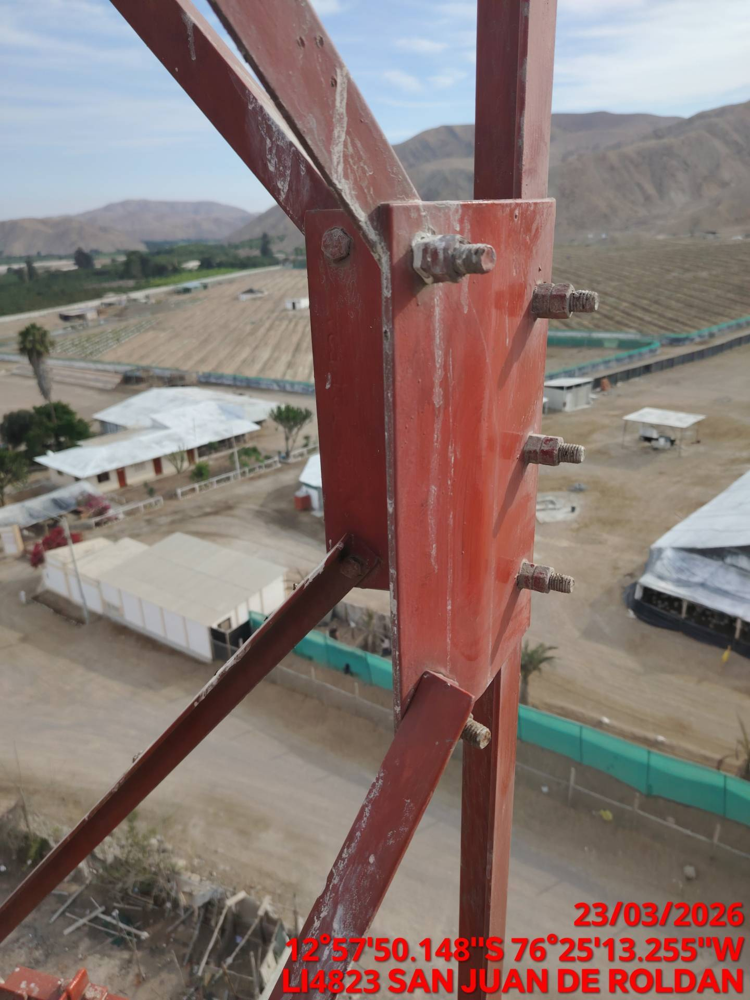 23/03/2026
12°57'50.148"S 76°25'13.255"W
LI4823 SAN JUAN DE ROLDAN